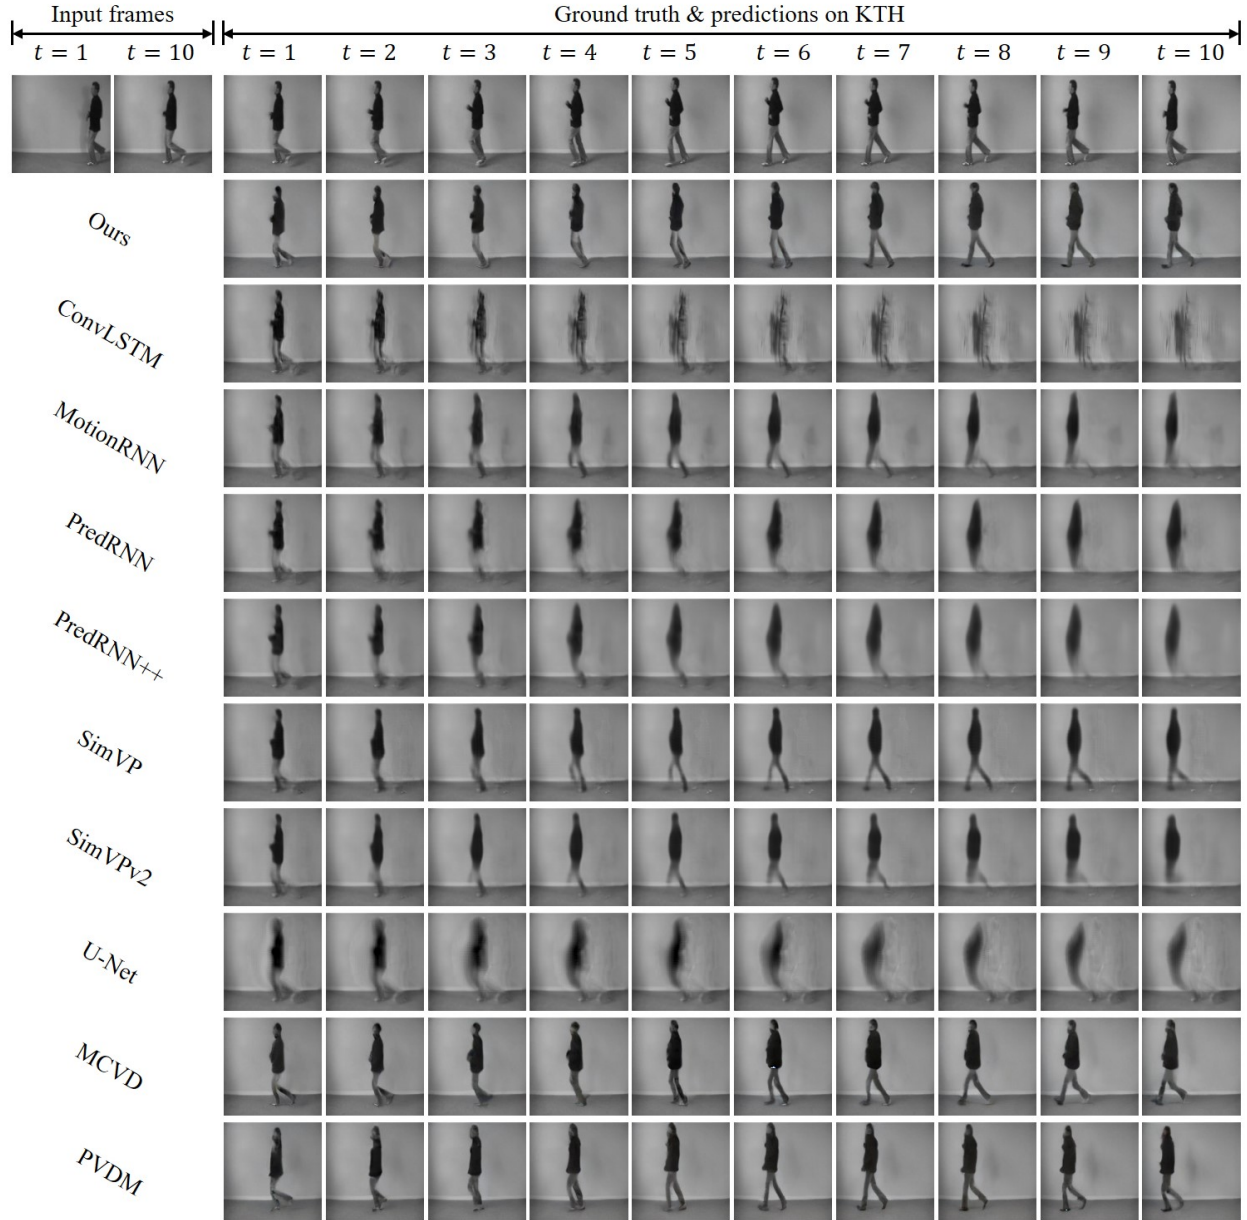 Input frames
Ground truth & predictions on KTH
t = 1
t = 10
t = 1
t = 2
t = 3
t = 4
t = 5
t = 6
t = 7
t = 8
t = 9
t = 10
Ours
ConvLSTM
MotionRNN
PredRNN
PredRNN++
SimVP
SimVPv2
U-Net
MCVD
PVDM